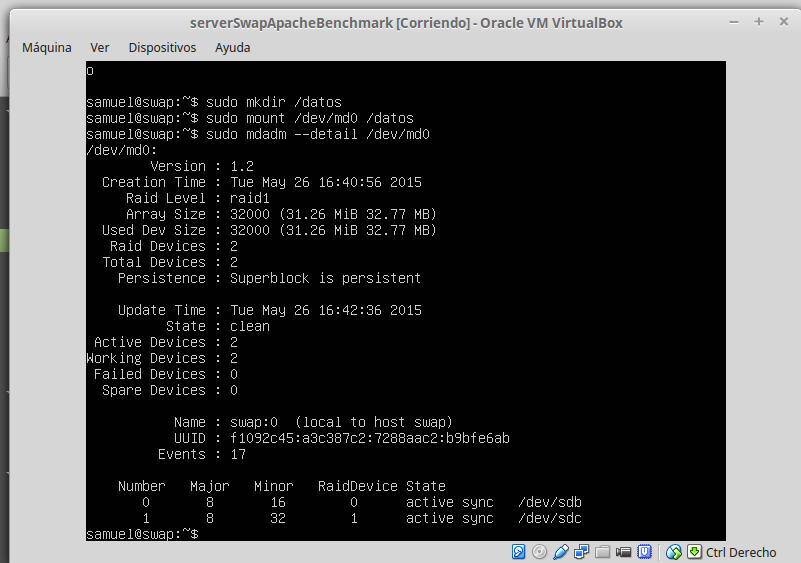 serverSwapApacheBenchmark [Corriendo] - Oracle VM VirtualBox
Máquina Ver Dispositivos Ayuda
o
samuel@swap:~$ sudo mkdir /datos
samuel@swap:~$ sudo mount /dev/md0 /datos
samuel@swap:~$ sudo mdadm --detail /dev/md0
/dev/md0:
Version : 1.2
Creation Time : Tue May 26 16:40:56 2015
Raid Level : raid1
Array Size : 32000 (31.26 MiB 32.77 MB)
Used Dev Size : 32000 (31.26 MiB 32.77 MB)
Raid Devices : 2
Total Devices : 2
Persistence : Superblock is persistent
Update Time : Tue May 26 16:42:36 2015
State : clean
Active Devices : 2
Working Devices : 2
Failed Devices : 0
Spare Devices : 0
Name : swap:0  (local to host swap)
UUID : f1092c45:a3c387c2:7288aac2:b9bfe6ab
Events : 17
Number Major Minor RaidDevice State
0 8 16 0 active sync /dev/sdb
1 8 32 1 active sync /dev/sdc
samuel@swap:~$
Ctrl Derecho